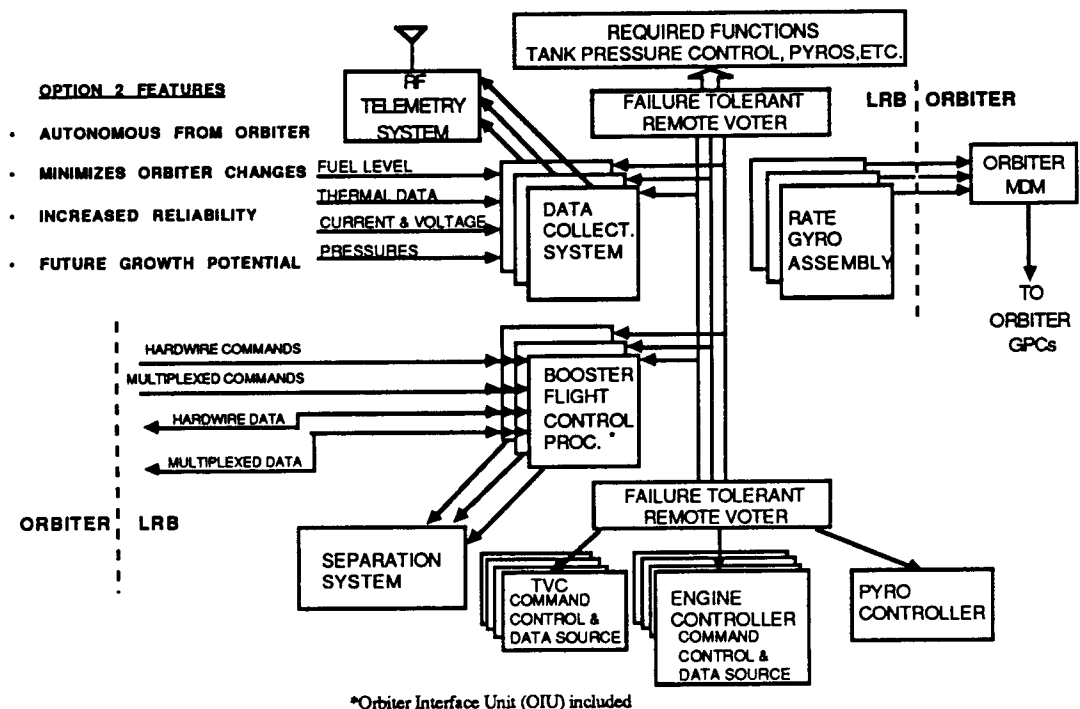 REQUIRED FUNCTIONS
TANK PRESSURE CONTROL, PYROS,ETC.
OPTION 2 FEATURES
• AUTONOMOUS FROM ORBITER
• MINIMIZES ORBITER CHANGES
• INCREASED RELIABILITY
• FUTURE GROWTH POTENTIAL
RF
TELEMETRY
SYSTEM
FAILURE TOLERANT
REMOTE VOTER
LRB ORBITER
FUEL LEVEL
THERMAL DATA
CURRENT & VOLTAGE
PRESSURES
DATA
COLLECT.
SYSTEM
RATE
GYRO
ASSEMBLY
ORBITER
MDM
TO
ORBITER
GPCs
HARDWIRE COMMANDS
MULTIPLEXED COMMANDS
HARDWIRE DATA
MULTIPLEXED DATA
BOOSTER
FLIGHT
CONTROL
PROC. *
ORBITER LRB
FAILURE TOLERANT
REMOTE VOTER
SEPARATION
SYSTEM
TVC
COMMAND
CONTROL &
DATA SOURCE
ENGINE
CONTROLLER
COMMAND
CONTROL &
DATA SOURCE
PYRO
CONTROLLER
*Orbiter Interface Unit (OIU) included